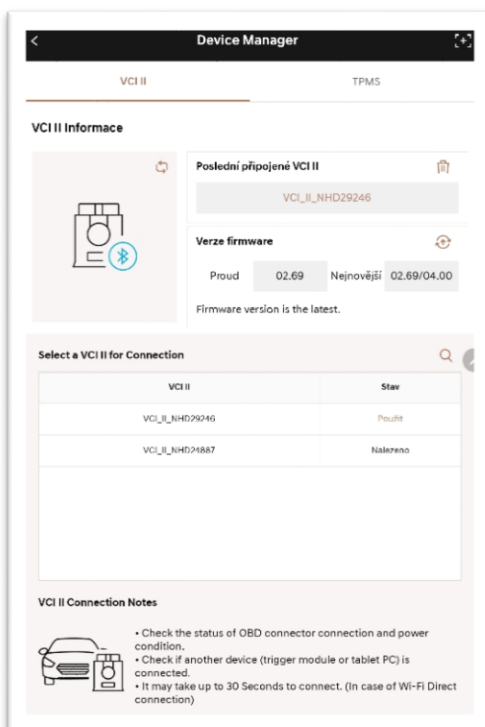 Device Manager
VCI II
TPMS
VCI II Informace
Poslední připojené VCI II
VCI_II_NHD29246
Verze firmware
Proud 02.69 Nejnovější 02.69/04.00
Firmware version is the latest.
Select a VCI II for Connection
VCI II Stav
VCI_II_NHD29246 Použít
VCI_II_NHD24887 Nalezeno
VCI II Connection Notes
• Check the status of OBD connector connection and power
condition.
• Check if another device (trigger module or tablet PC) is
connected.
• It may take up to 30 Seconds to connect. (In case of Wi-Fi Direct
connection)